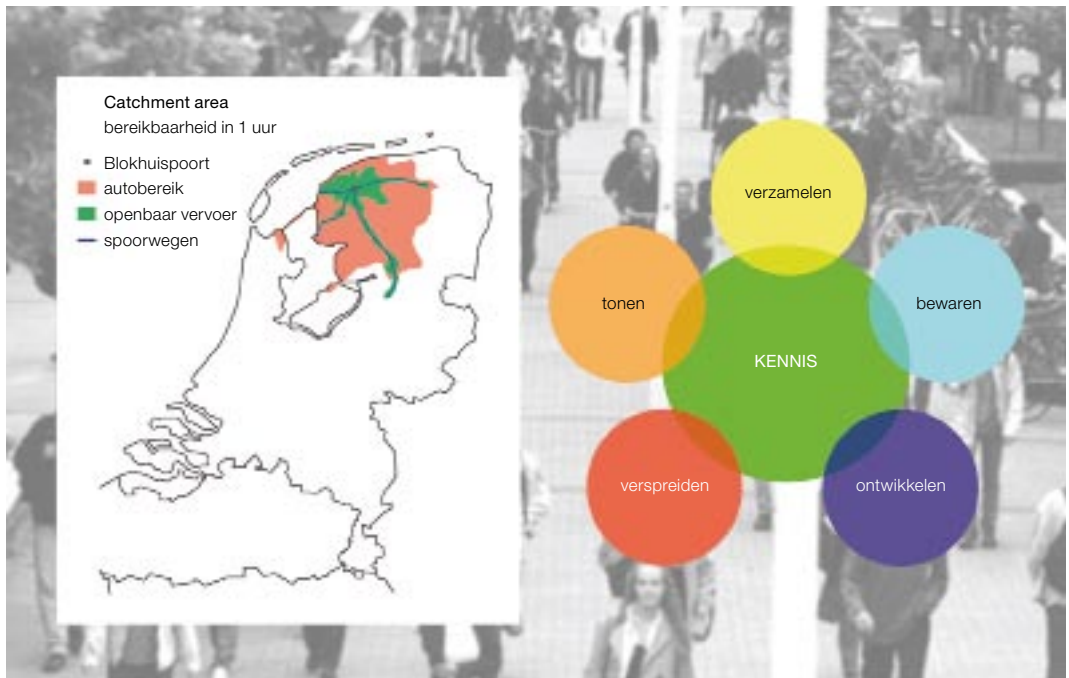 Catchment area
bereikbaarheid in 1 uur
Blokhuispoort
autobereik
openbaar vervoer
spoorwegen
verzamelen
tonen
bewaren
KENNIS
verspreiden
ontwikkelen